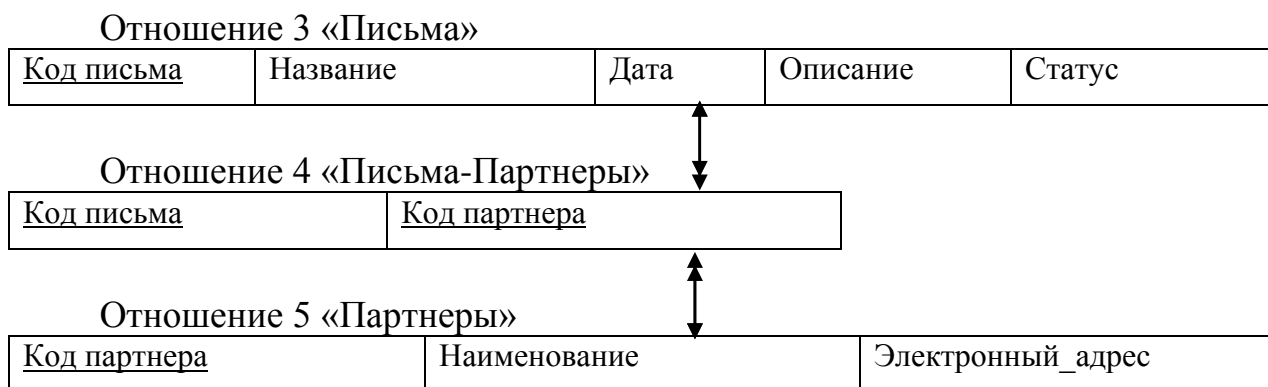 Отношение 3 «Письма»
Код письма Название Дата Описание Статус
Отношение 4 «Письма-Партнеры»
Код письма Код партнера
Отношение 5 «Партнеры»
Код партнера Наименование Электронный_адрес